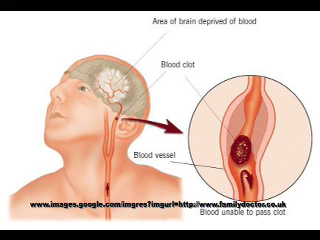 Area of brain deprived of blood
Blood clot
Blood vessel
www.images.google.com/imgres?imgurl=http://www.familydoctor.co.uk
Blood unable to pass clot